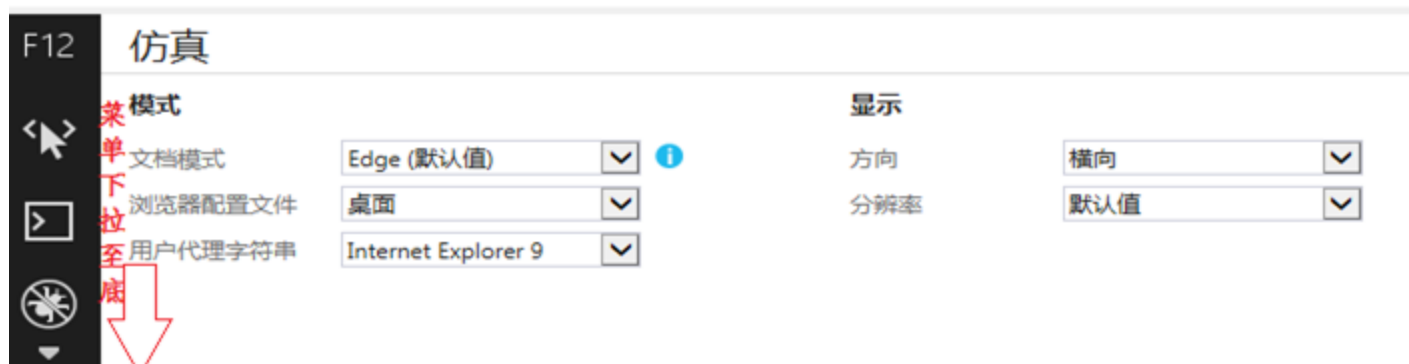 F12
仿真
模式
文档模式
Edge (默认值)
浏览器配置文件
桌面
用户代理字符串
Internet Explorer 9
显示
方向
横向
分辨率
默认值
菜单下拉至底